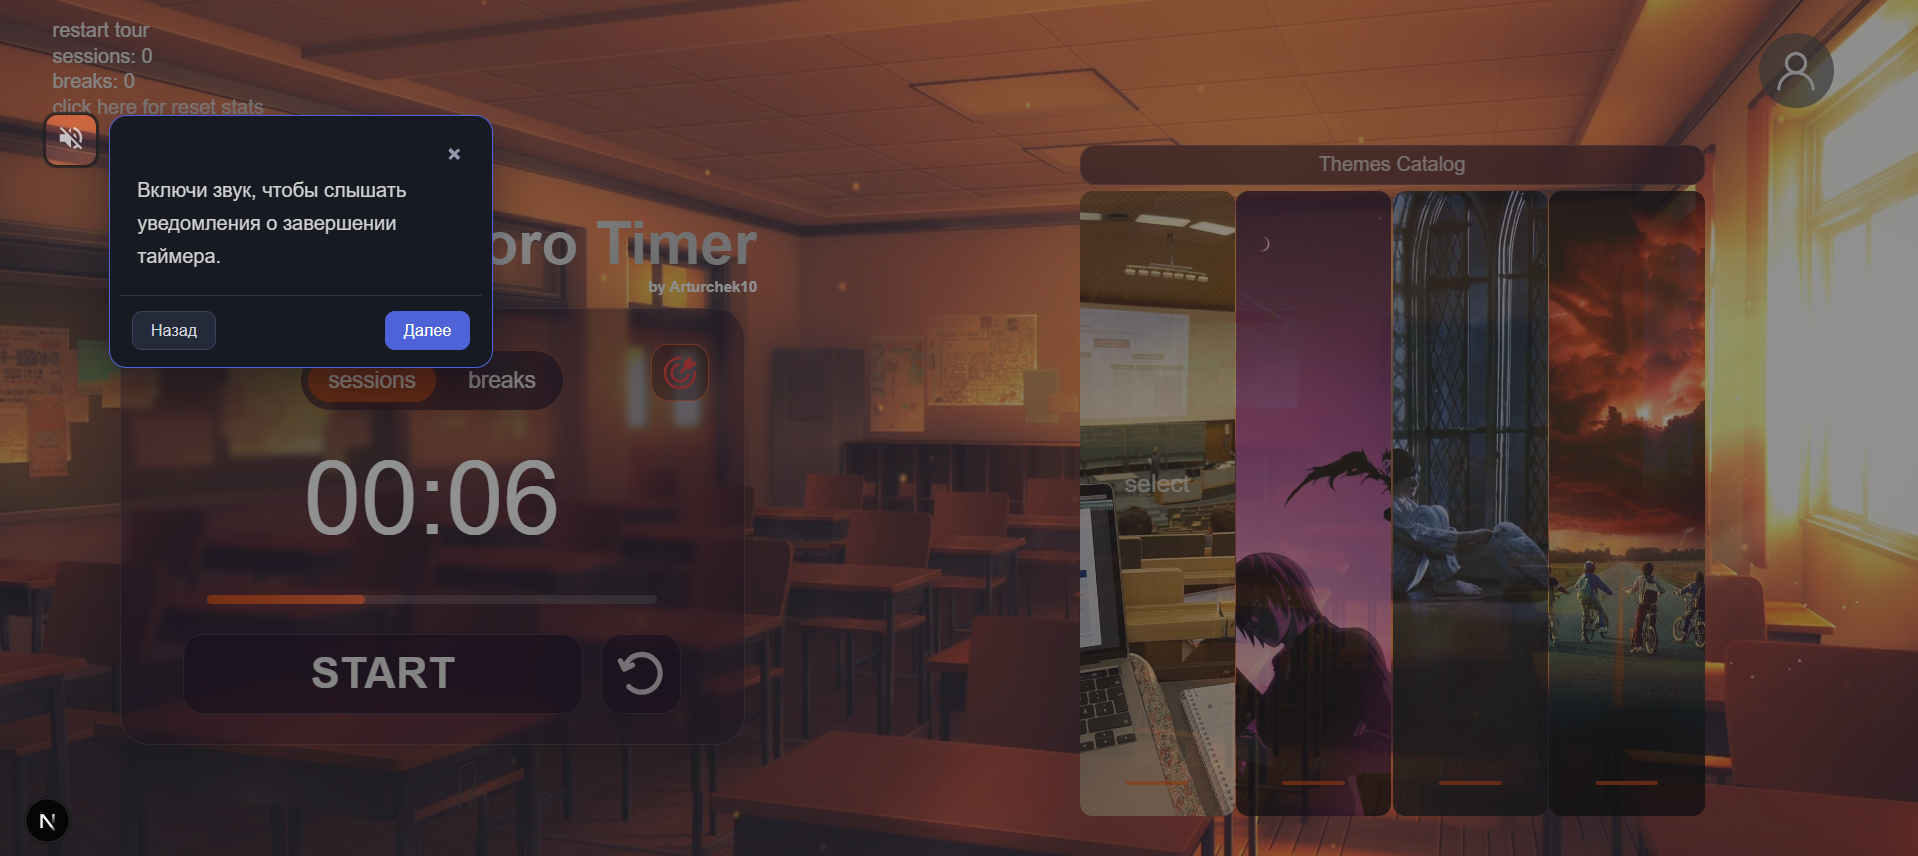 restart tour
sessions: 0
breaks: 0
click here for reset stats
Включи звук, чтобы слышать
уведомления о завершении
таймера.
Назад
Далее
oro Timer
by Arturchek10
sessions
breaks
00:06
START
Themes Catalog
select
N